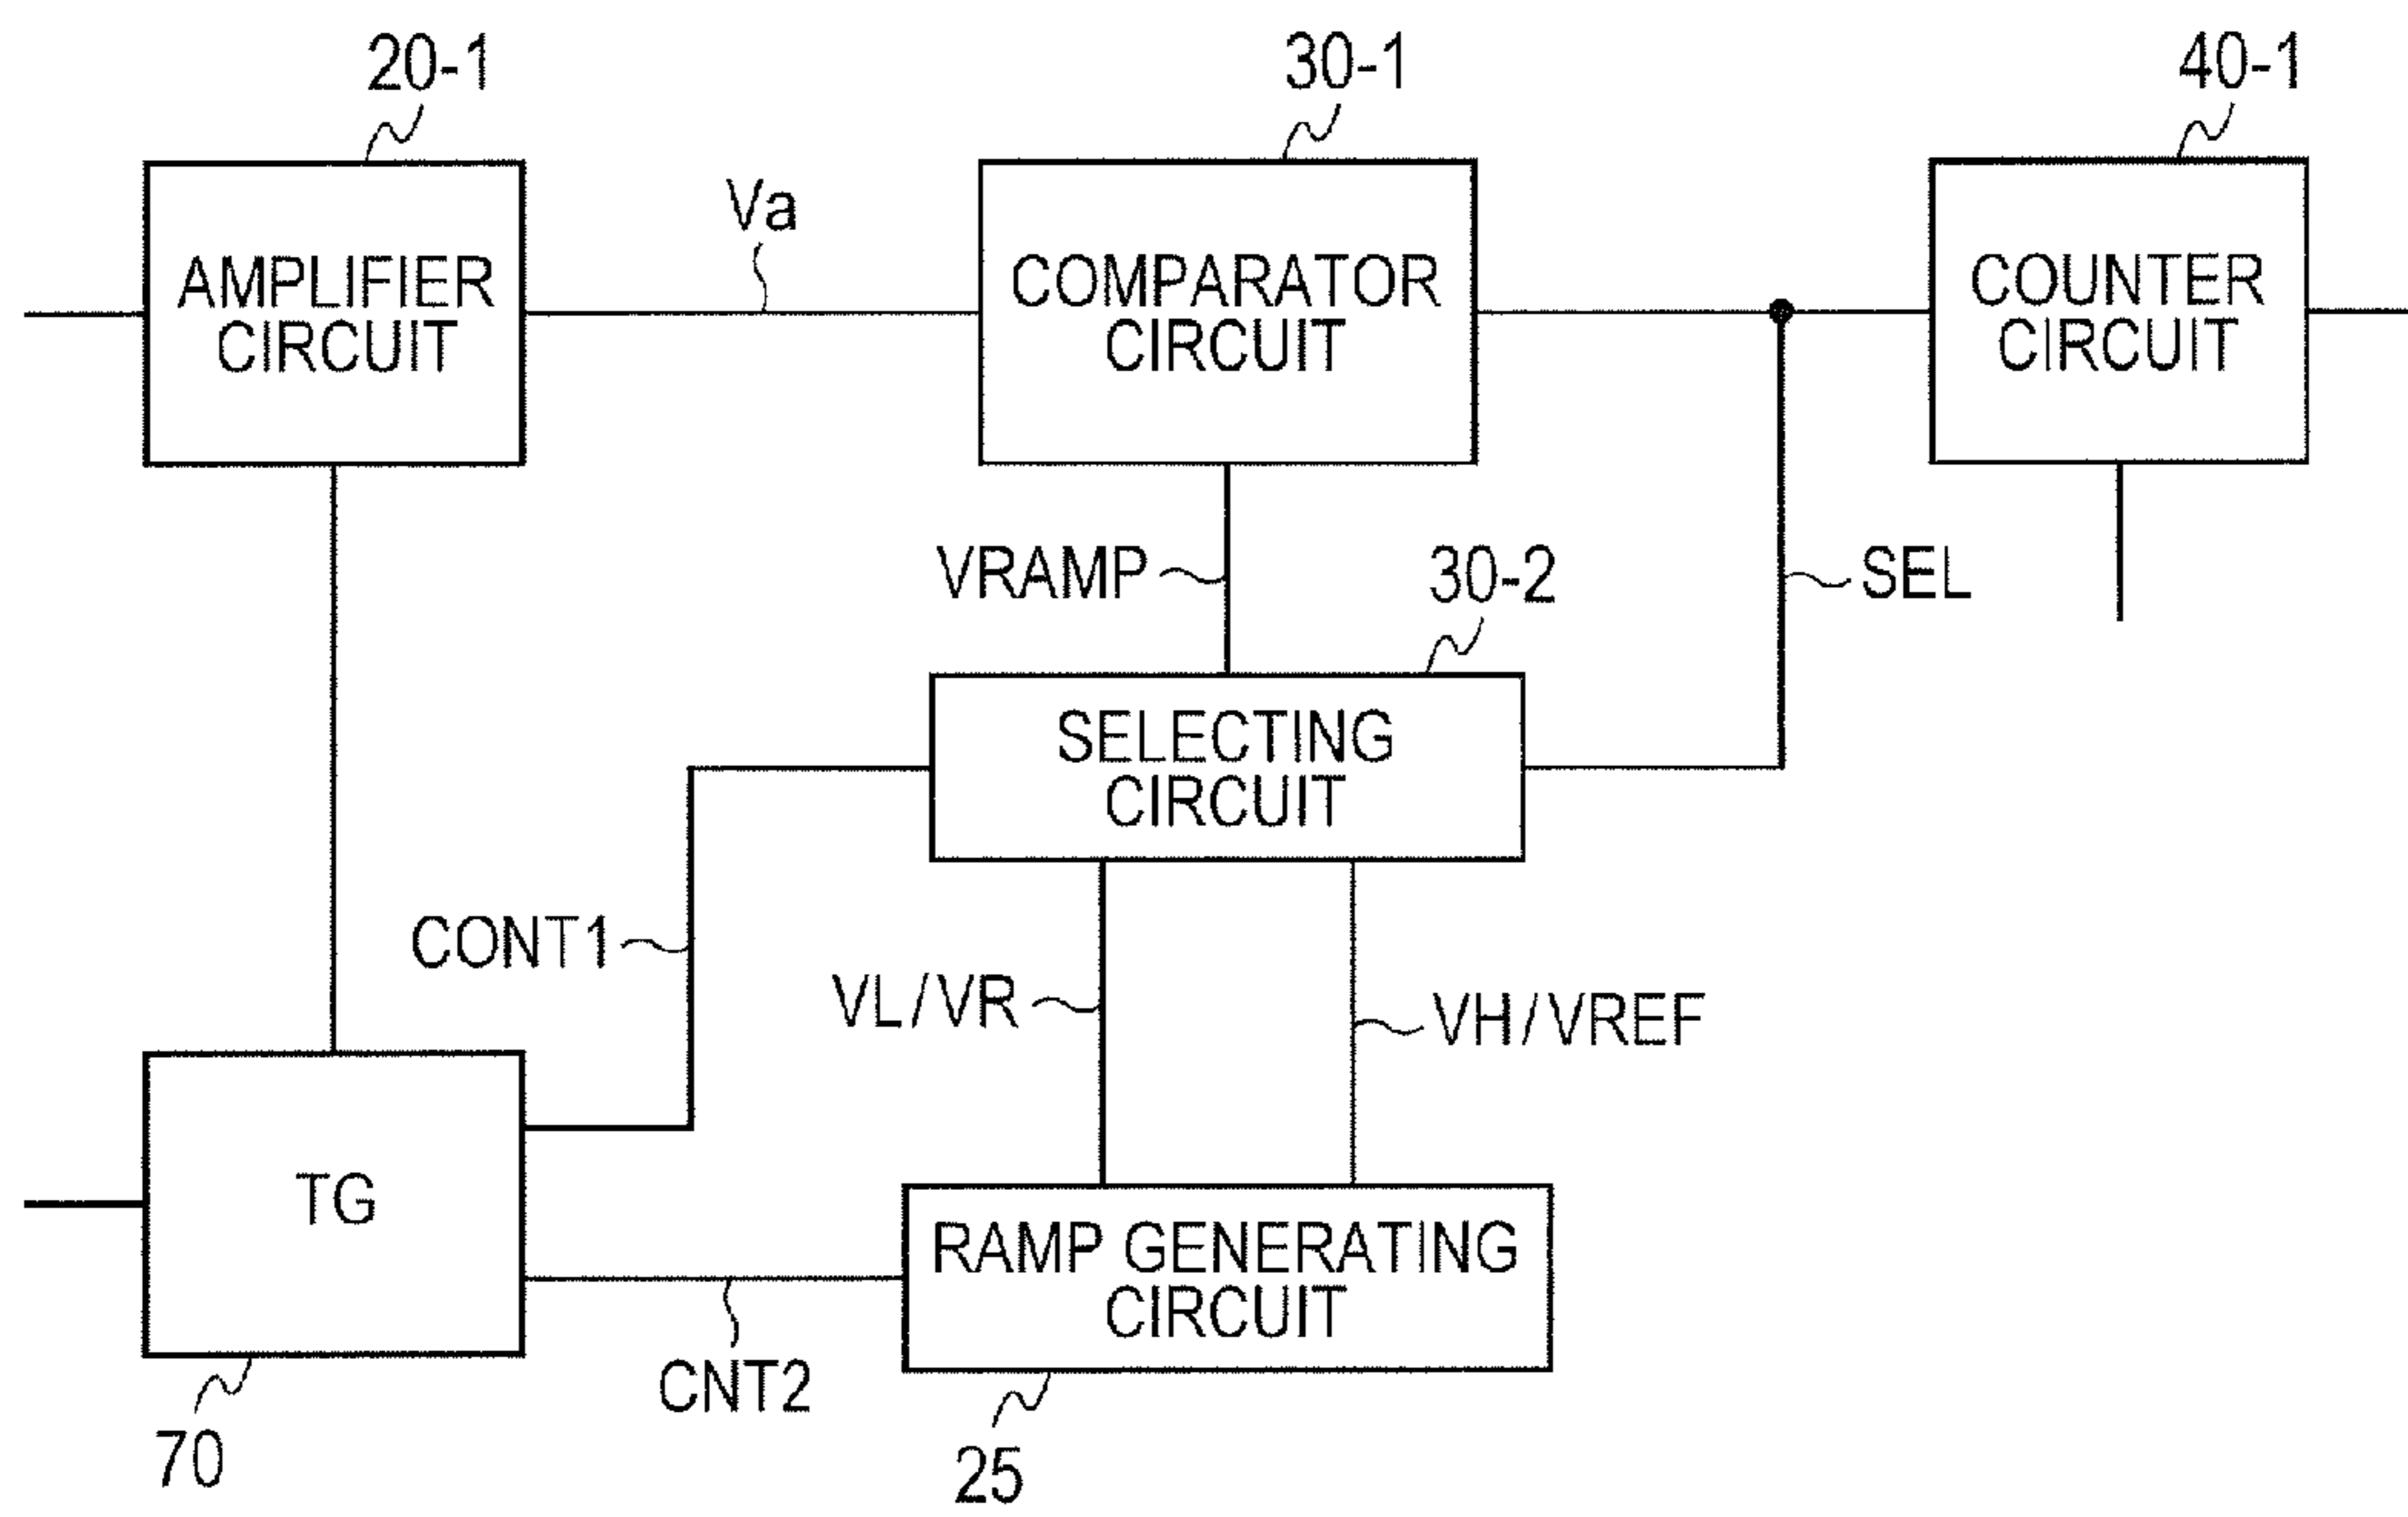 20-1
30-1
40-1
Va
AMPLIFIER
CIRCUIT
COMPARATOR
CIRCUIT
COUNTER
CIRCUIT
VRAMP
30-2
SEL
SELECTING
CIRCUIT
CONT1
VL/VR
VH/VREF
TG
RAMP GENERATING
CIRCUIT
CNT2
70
25